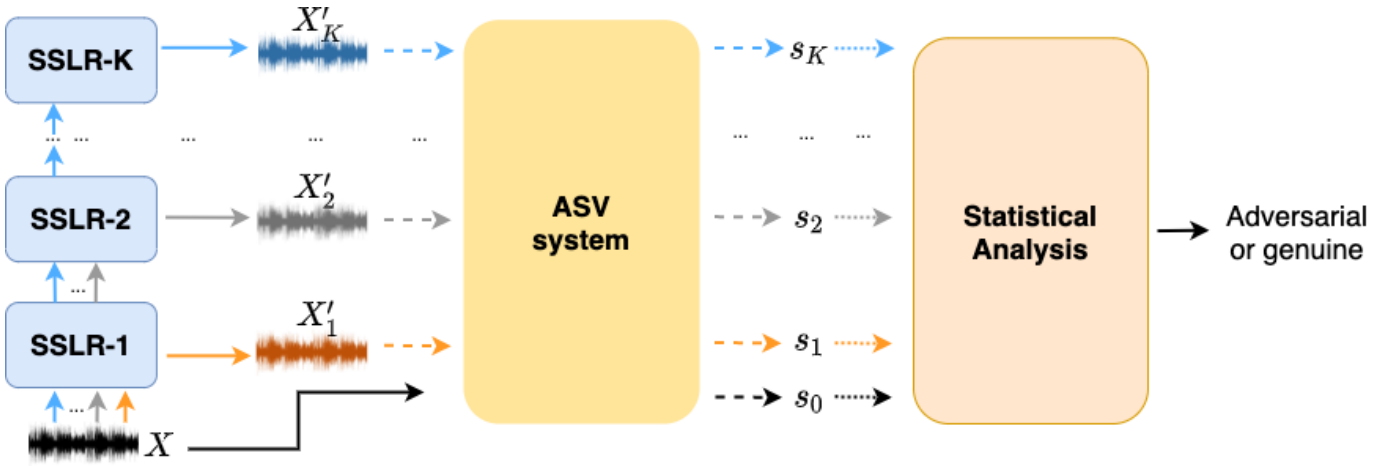 SSLR-K
X'_K
s_K
... ... ... ... ... ... ... ...
SSLR-2
X'_2
ASV
system
s_2
Statistical
Analysis
Adversarial
or genuine
...
SSLR-1
X'_1
s_1
s_0
...
X